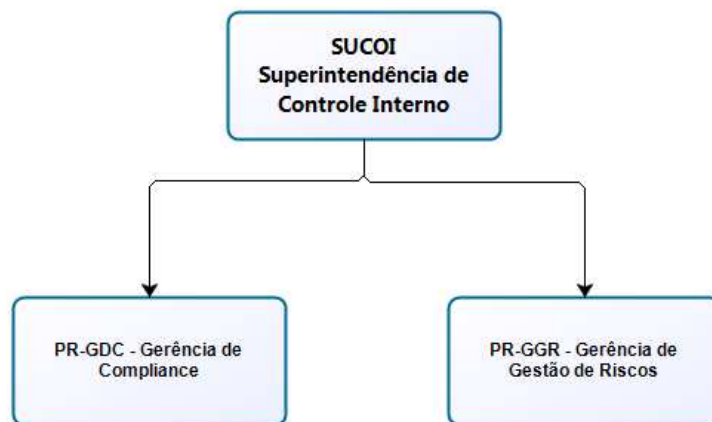 SUCOI
Superintendência de
Controle Interno
PR-GDC - Gerência de
Compliance
PR-GGR - Gerência de
Gestão de Riscos